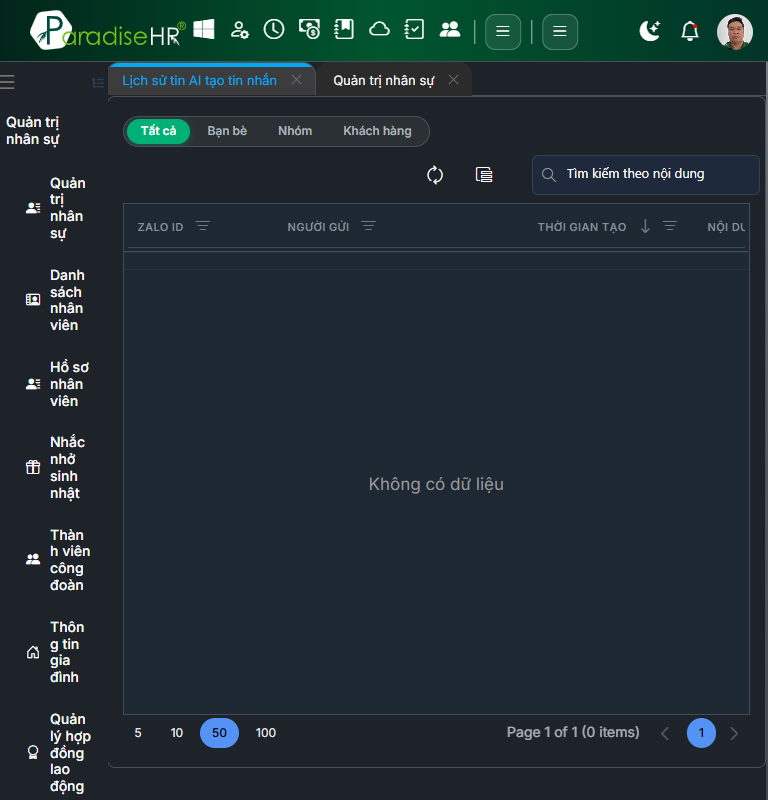 ParadiseHR®
Lịch sử tin AI tạo tin nhắn
Quản trị nhân sự
Quản trị
nhân sự
Quản
trị
nhân
sự
Danh
sách
nhân
viên
Hồ sơ
nhân
viên
Nhắc
nhở
sinh
nhật
Thàn
h viên
công
đoàn
Thôn
g tin
gia
đình
Quản
lý hợp
đồng
lao
động
Tất cả Bạn bè Nhóm Khách hàng
Tìm kiếm theo nội dung
ZALO ID NGƯỜI GỬI THỜI GIAN TẠO NỘI DU
Không có dữ liệu
5 10 50 100 Page 1 of 1 (0 items) 1